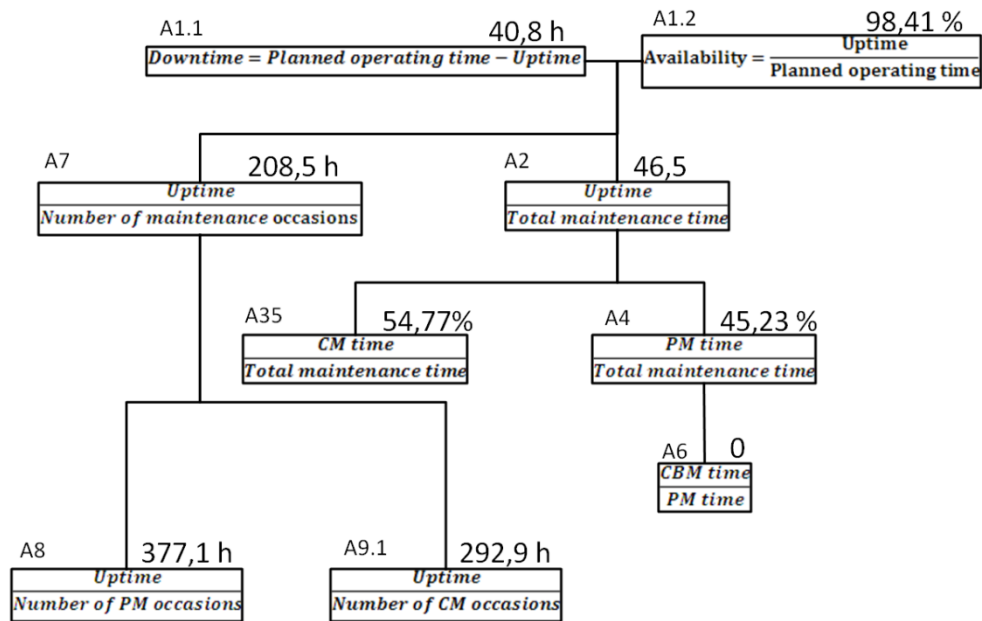 A1.1 40,8 h
Downtime = Planned operating time − Uptime
A1.2 98,41 %
Availability = Uptime
Planned operating time
A7 208,5 h
Uptime
Number of maintenance occasions
A2 46,5
Uptime
Total maintenance time
A35 54,77%
CM time
Total maintenance time
A4 45,23 %
PM time
Total maintenance time
A6 0
CBM time
PM time
A8 377,1 h
Uptime
Number of PM occasions
A9.1 292,9 h
Uptime
Number of CM occasions